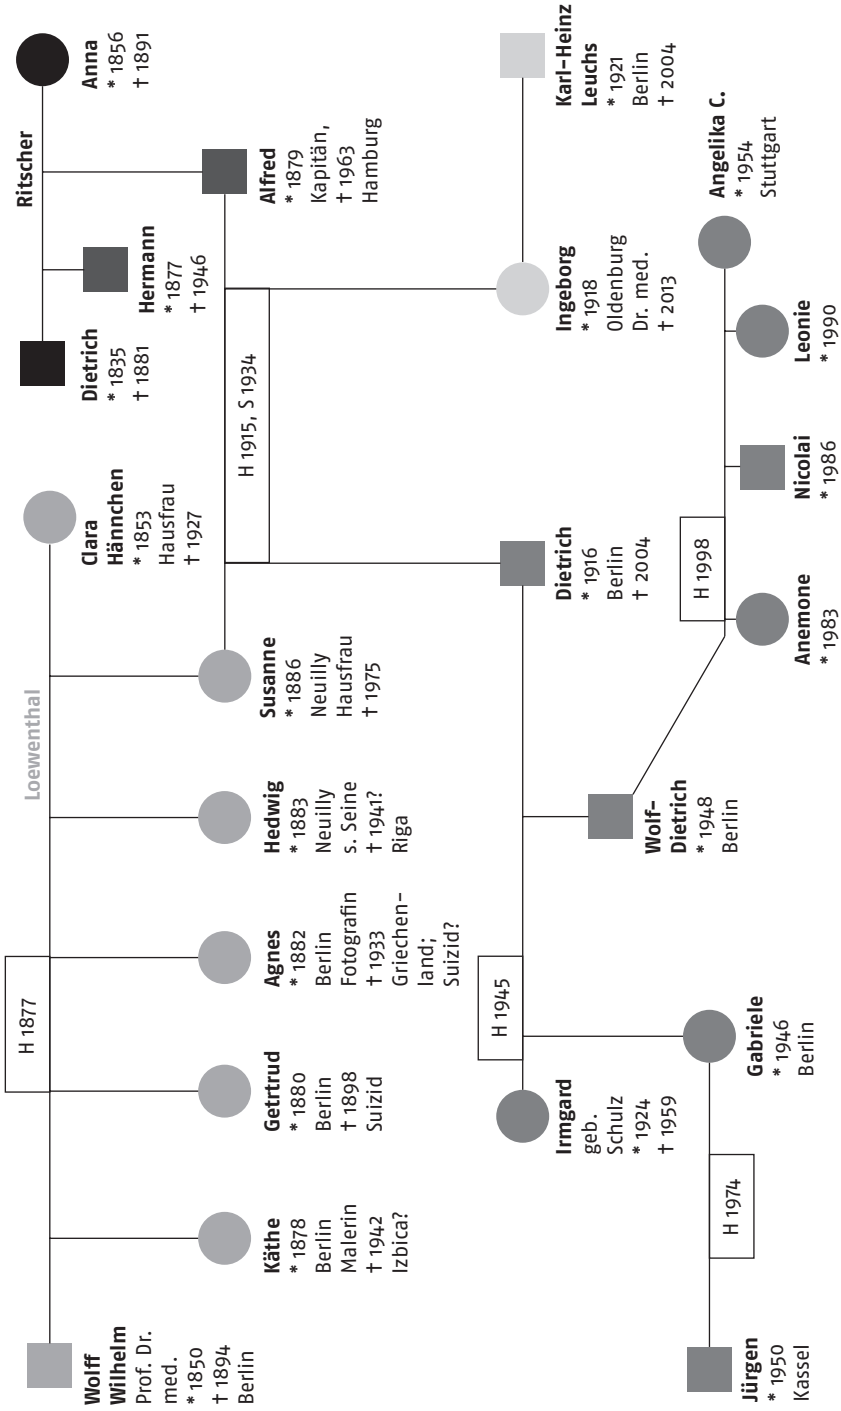 Loewenthal
H 1877
Wolff
Wilhelm
Prof. Dr.
med.
* 1850
† 1894
Berlin
Clara
Hännchen
* 1853
Hausfrau
† 1927
Ritscher
Dietrich
* 1835
† 1881
Anna
* 1856
† 1891
Hermann
* 1877
† 1946
Käthe
* 1878
Berlin
Malerin
† 1942
Izbica?
Getrtrud
* 1880
Berlin
† 1898
Suizid
Agnes
* 1882
Berlin
Fotografin
† 1933
Griechen-
land;
Suizid?
Hedwig
* 1883
Neuilly
s. Seine
† 1941?
Riga
Susanne
* 1886
Neuilly
Hausfrau
† 1975
H 1915, S 1934
Alfred
* 1879
Kapitän,
† 1963
Hamburg
H 1945
Irmgard
geb.
Schulz
* 1924
† 1959
Dietrich
* 1916
Berlin
† 2004
Ingeborg
* 1918
Oldenburg
Dr. med.
† 2013
Karl-Heinz
Leuchs
* 1921
Berlin
† 2004
Wolf-
Dietrich
* 1948
Berlin
H 1998
Angelika C.
* 1954
Stuttgart
Jürgen
* 1950
Kassel
H 1974
Gabriele
* 1946
Berlin
Anemone
* 1983
Nicolai
* 1986
Leonie
* 1990